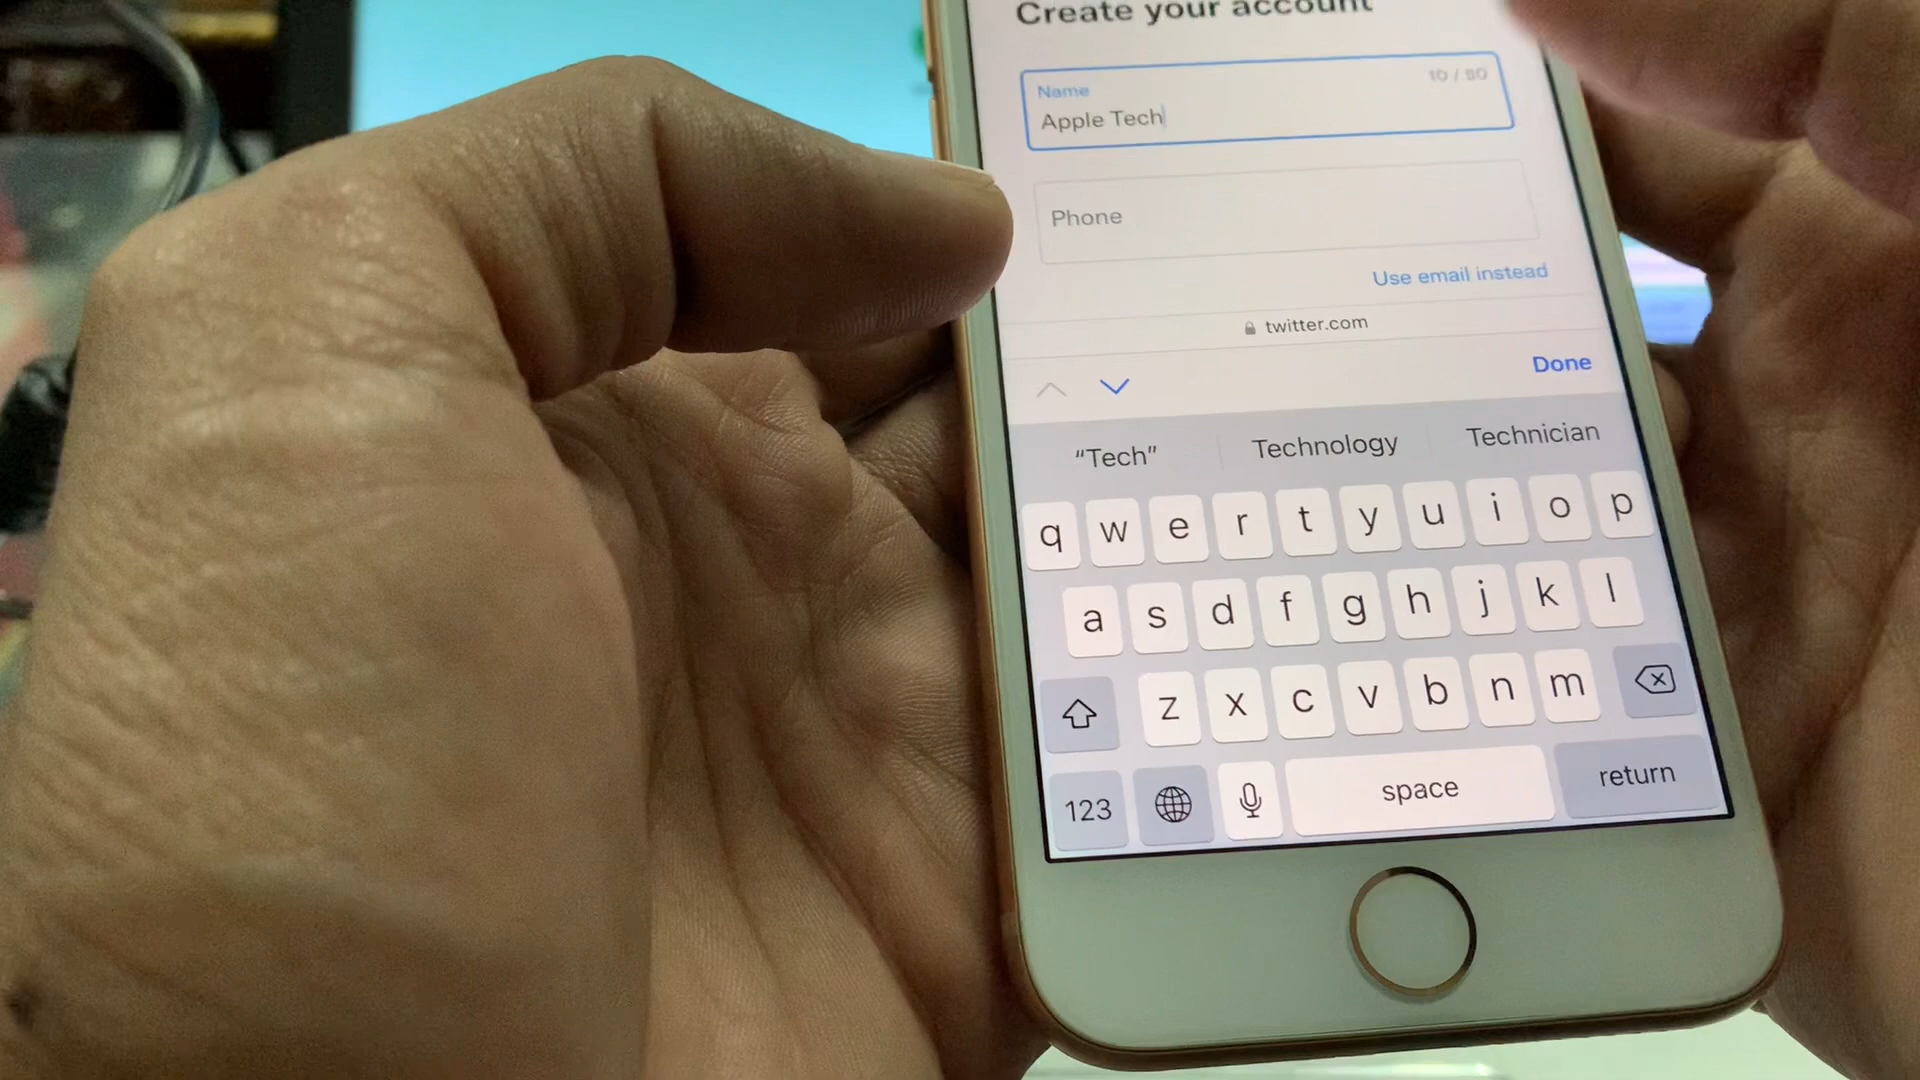 Create your account
Name
10 / 50
Apple Tech
Phone
Use email instead
twitter.com
Done
“Tech”
Technology
Technician
q w e r t y u i o p
a s d f g h j k l
z x c v b n m
123
space
return